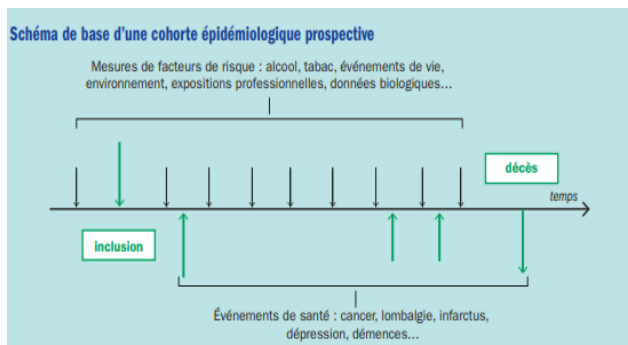 Schéma de base d'une cohorte épidémiologique prospective
Mesures de facteurs de risque : alcool, tabac, événements de vie,
environnement, expositions professionnelles, données biologiques...
décès
temps
inclusion
Événements de santé : cancer, lombalgie, infarctus,
dépression, démences...